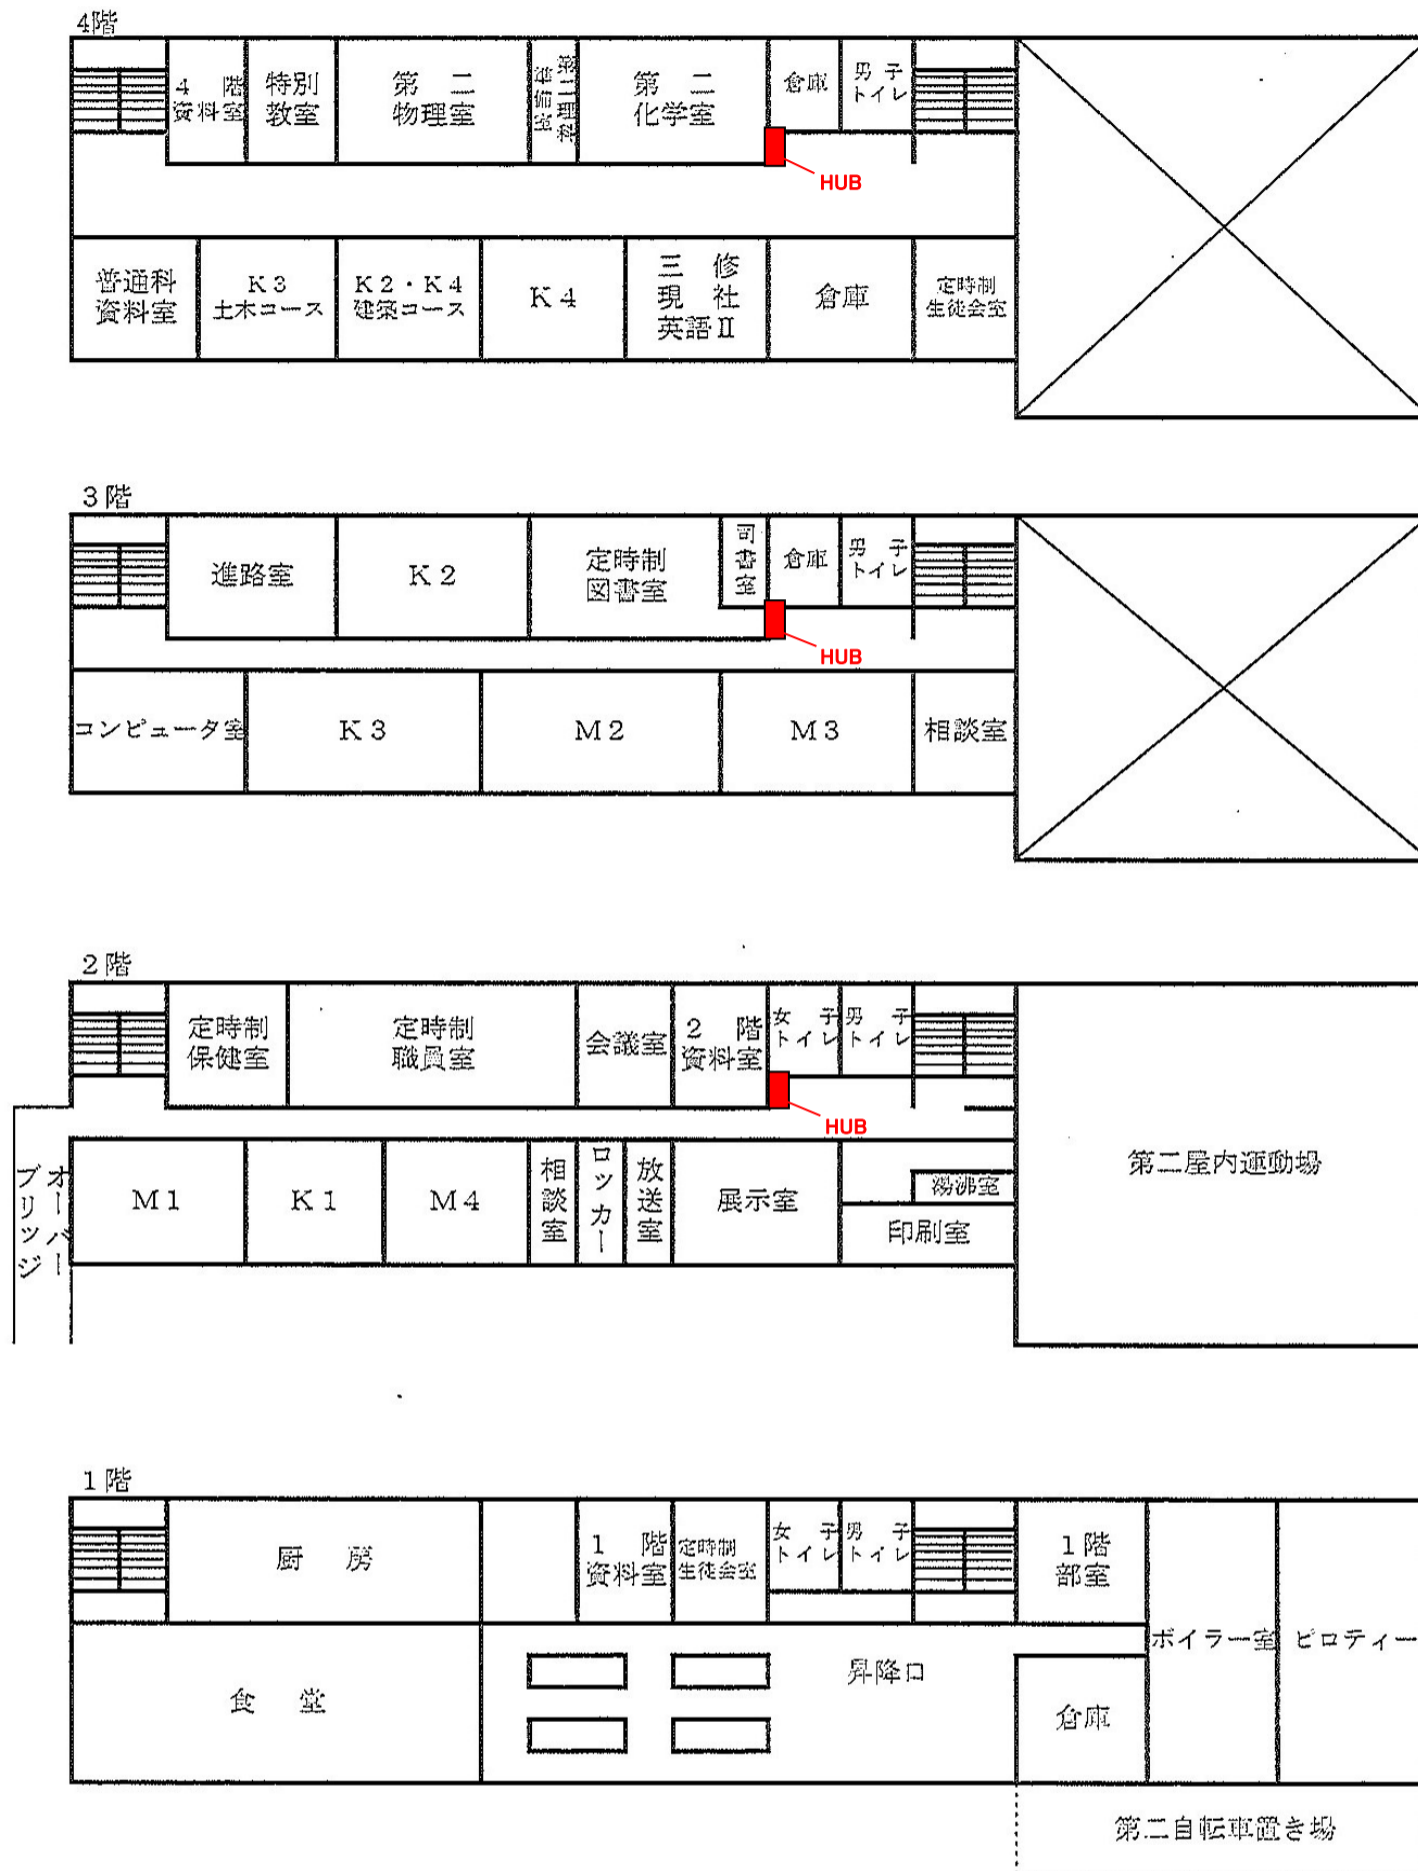 4階
4　階
資料室
特別
教室
第　二
物理室
第二理科
準備室
第　二
化学室
倉庫
男　子
トイレ
HUB
普通科
資料室
K3
土木コース
K2・K4
建築コース
K4
三　修
現　社
英語Ⅱ
倉庫
定時制
生徒会室
3階
進路室
K2
定時制
図書室
司書室
倉庫
男　子
トイレ
HUB
コンピュータ室
K3
M2
M3
相談室
2階
定時制
保健室
定時制
職員室
会議室
2　階
資料室
女　子
トイレ
男　子
トイレ
HUB
オーバー
ブリッジ
M1
K1
M4
相談室
ロッカー
放送室
展示室
湯沸室
印刷室
第二屋内運動場
1階
厨　房
1　階
資料室
定時制
生徒会室
女　子
トイレ
男　子
トイレ
1階
部室
ボイラー室
ピロティー
食　堂
昇降口
倉庫
第二自転車置き場